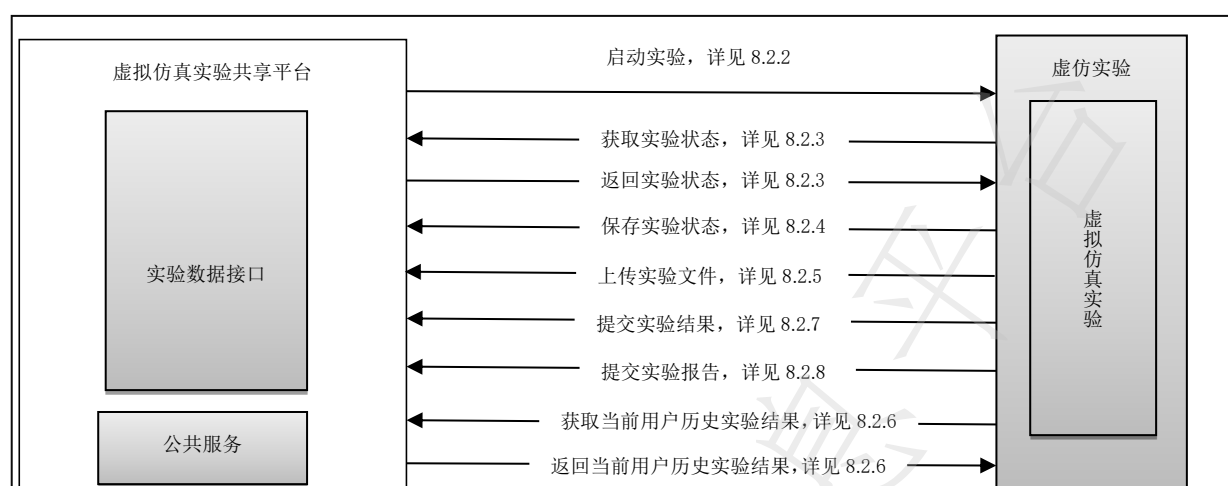 启动实验，详见 8.2.2
虚拟仿真实验共享平台
虚仿实验
获取实验状态，详见 8.2.3
返回实验状态，详见 8.2.3
保存实验状态，详见 8.2.4
实验数据接口
上传实验文件，详见 8.2.5
虚拟仿真实验
提交实验结果，详见 8.2.7
提交实验报告，详见 8.2.8
获取当前用户历史实验结果,详见 8.2.6
公共服务
返回当前用户历史实验结果,详见 8.2.6